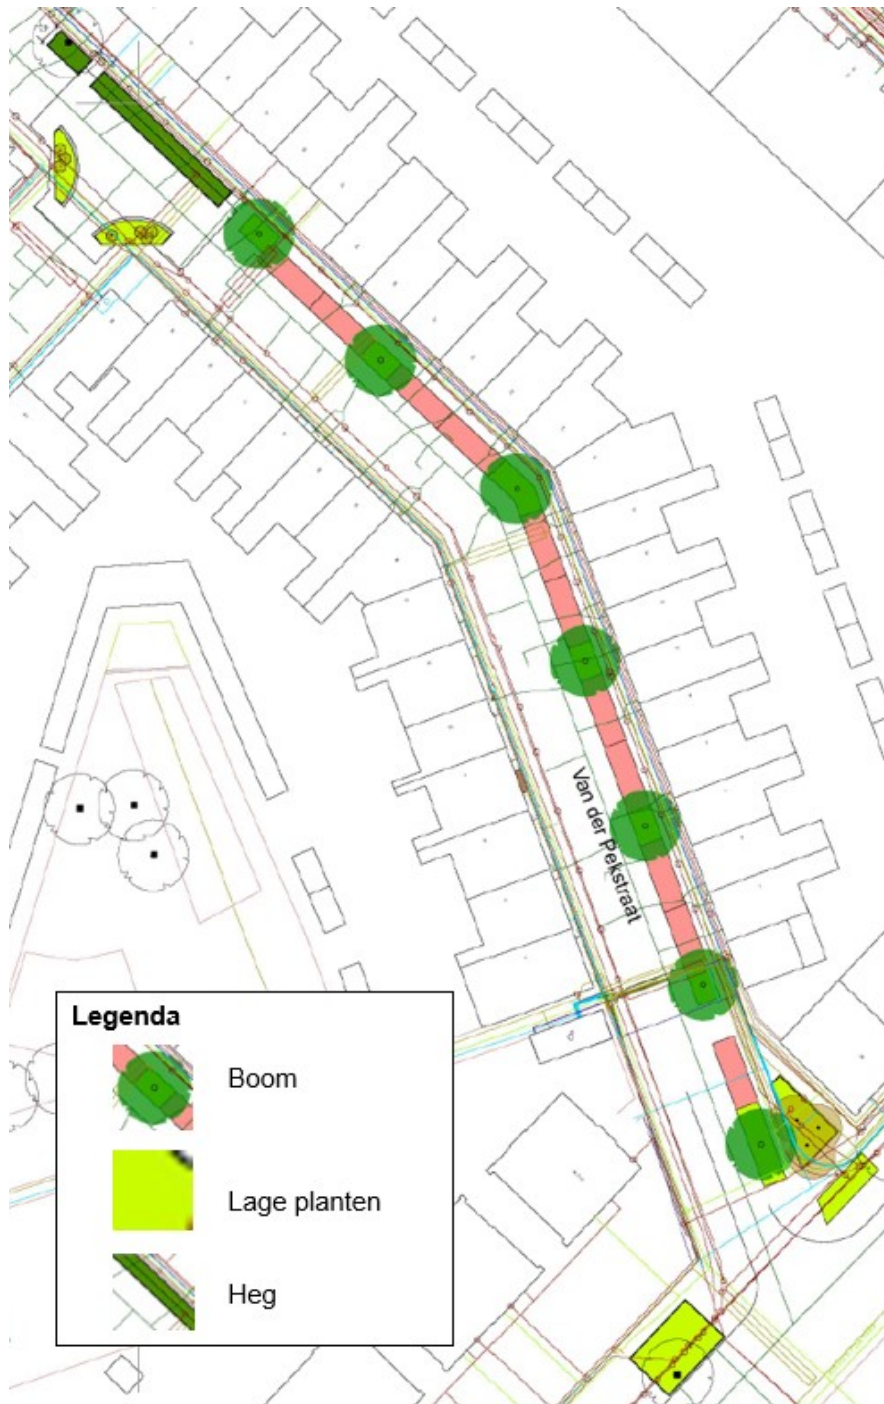 Van der Pekstraat
Legenda
Boom
Lage planten
Heg